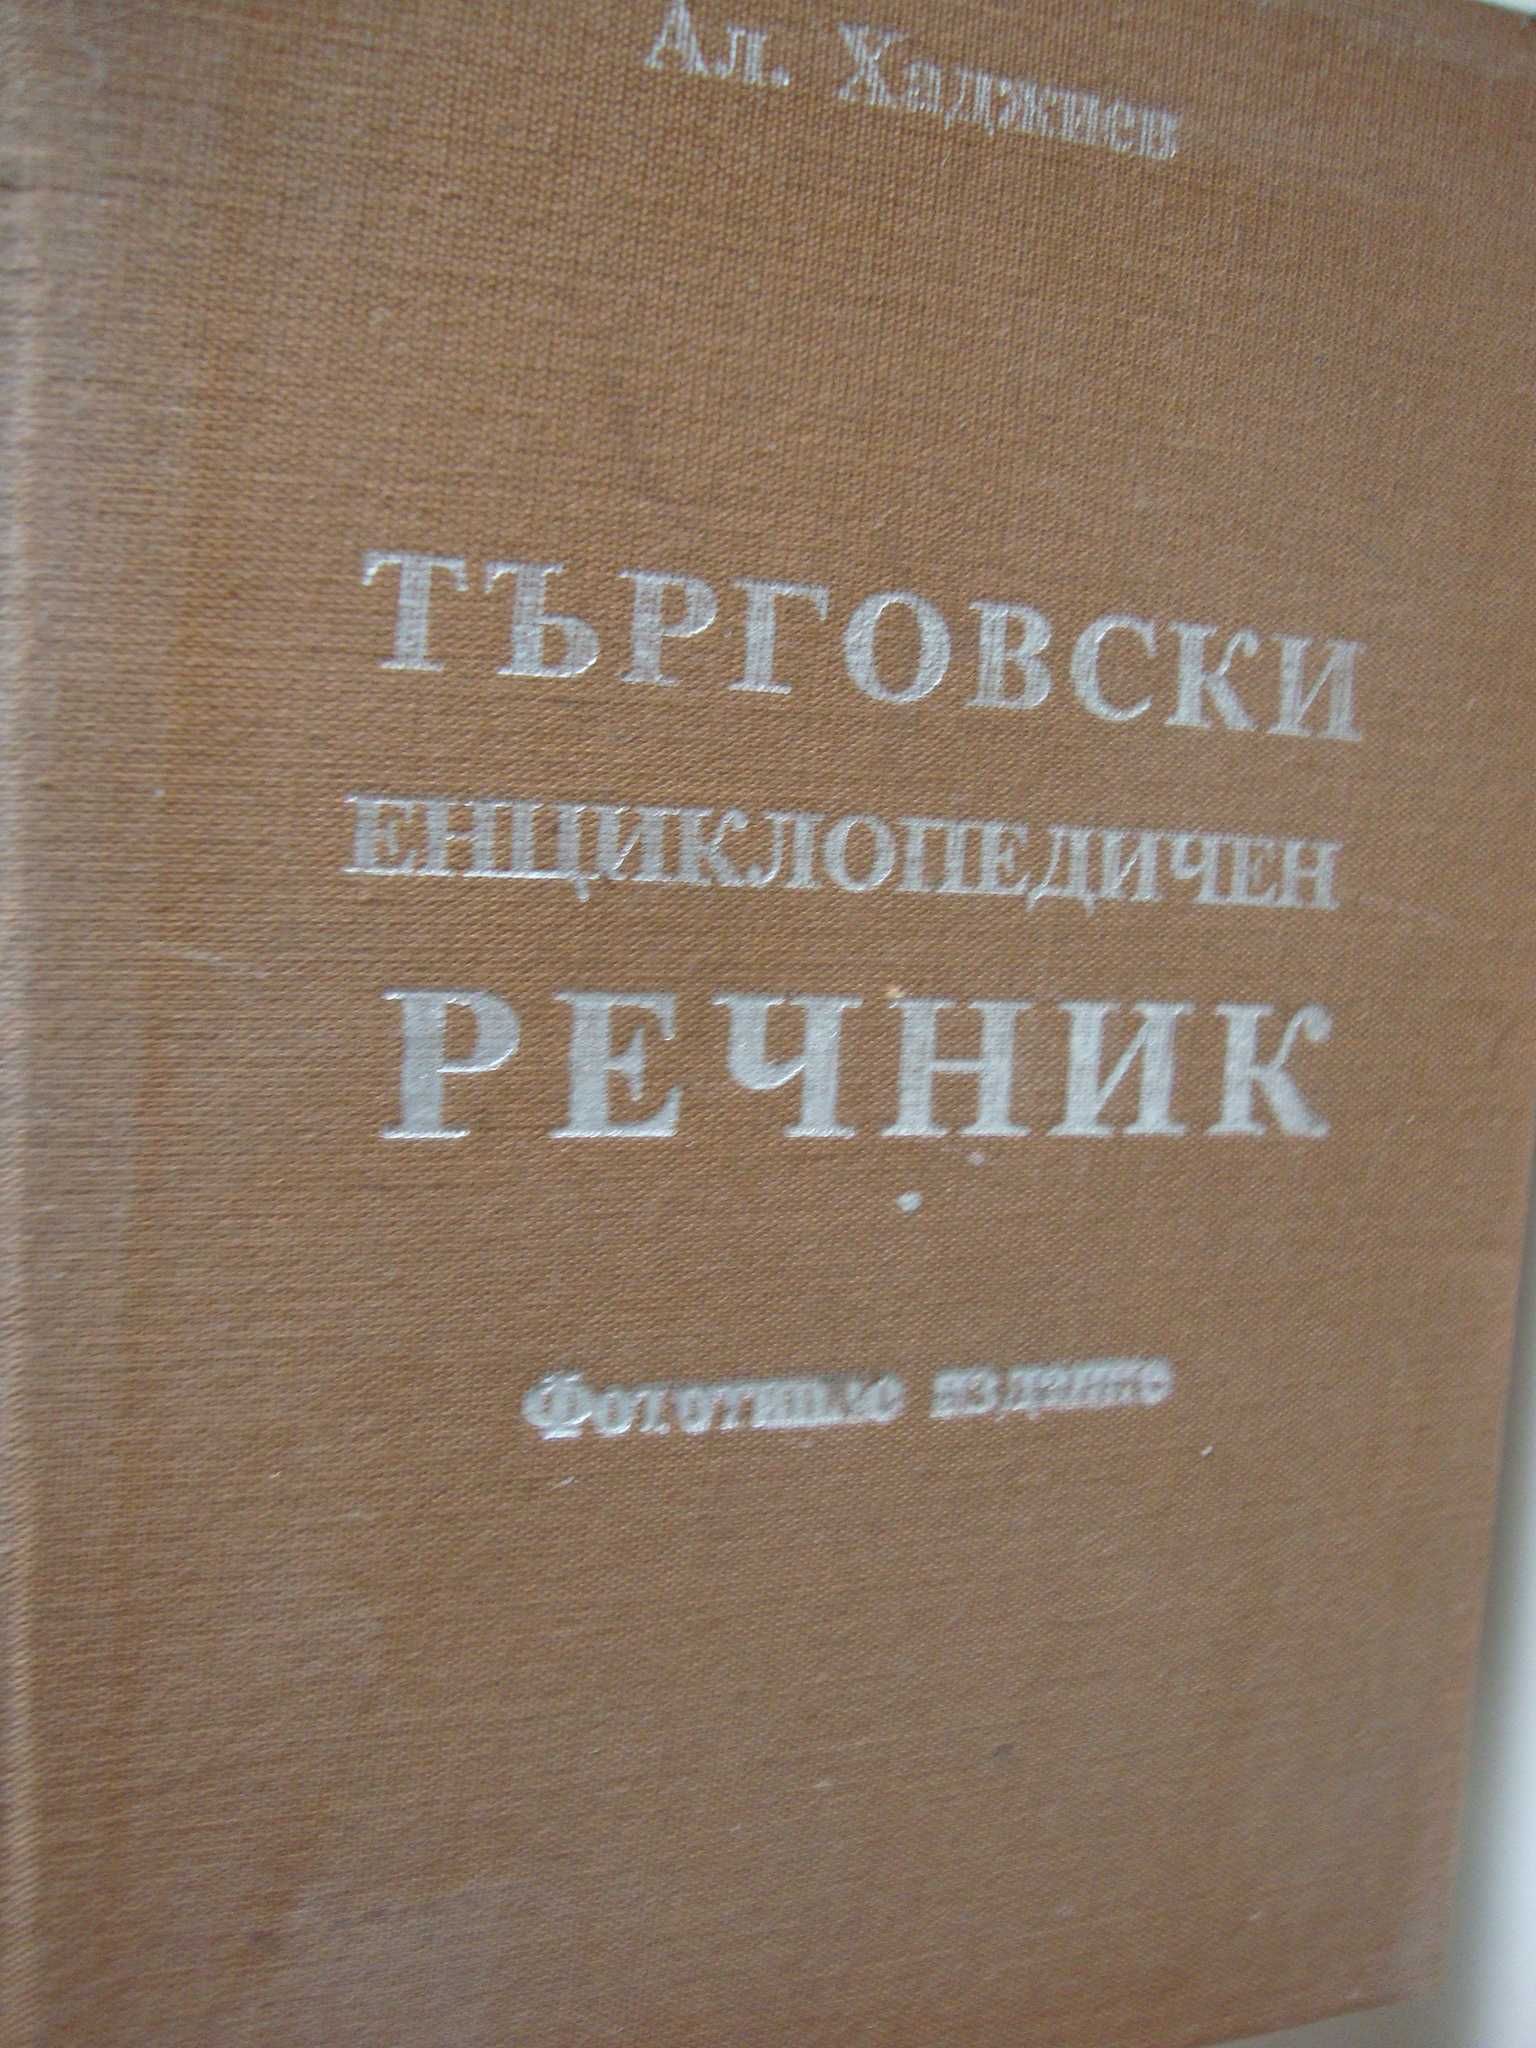 Ал. Хаджиев
ТЪРГОВСКИ
ЕНЦИКЛОПЕДИЧЕН
РЕЧНИК
Фототипно издание